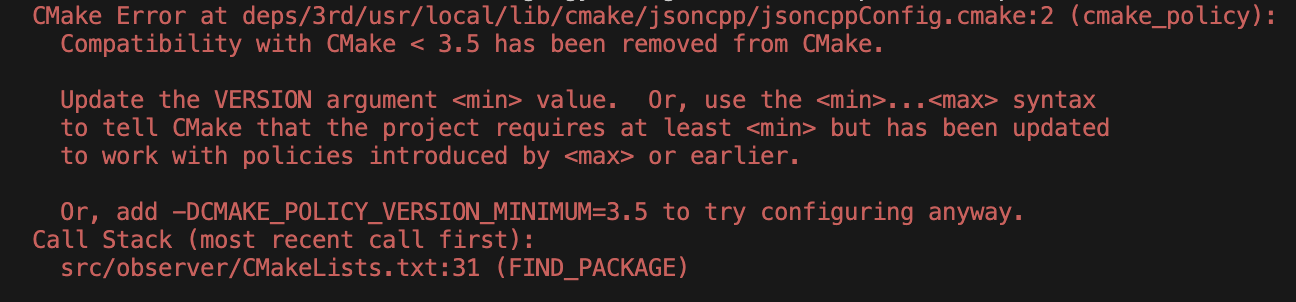 CMake Error at deps/3rd/usr/local/lib/cmake/jsoncpp/jsoncppConfig.cmake:2 (cmake_policy):
Compatibility with CMake < 3.5 has been removed from CMake.
Update the VERSION argument <min> value.  Or, use the <min>...<max> syntax
to tell CMake that the project requires at least <min> but has been updated
to work with policies introduced by <max> or earlier.
Or, add -DCMAKE_POLICY_VERSION_MINIMUM=3.5 to try configuring anyway.
Call Stack (most recent call first):
src/observer/CMakeLists.txt:31 (FIND_PACKAGE)